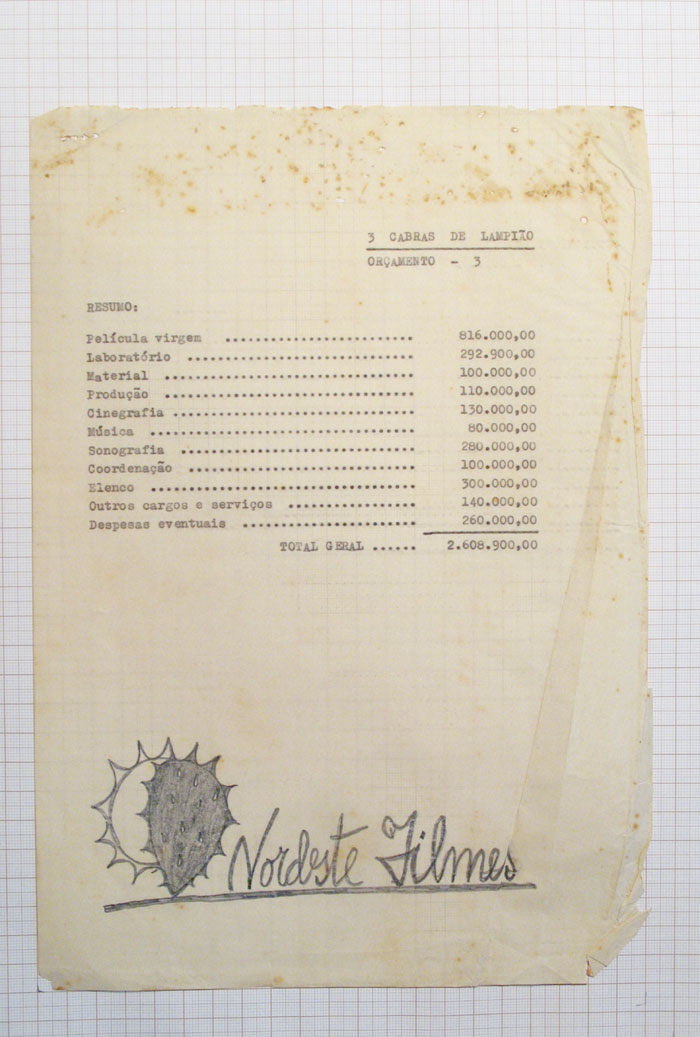 3 CABRAS DE LAMPIÃO
ORÇAMENTO - 3
RESUMO:
Película virgem ......................... 816.000,00
Laboratório .............................. 292.900,00
Material ................................. 100.000,00
Produção ................................. 110.000,00
Cinegrafia ................................ 130.000,00
Música ................................... 80.000,00
Sonografia ............................... 280.000,00
Coordenação .............................. 100.000,00
Elenco ................................... 300.000,00
Outros cargos e serviços ................. 140.000,00
Despesas eventuais ....................... 260.000,00
TOTAL GERAL ...... 2.608.900,00
Nordeste Filmes